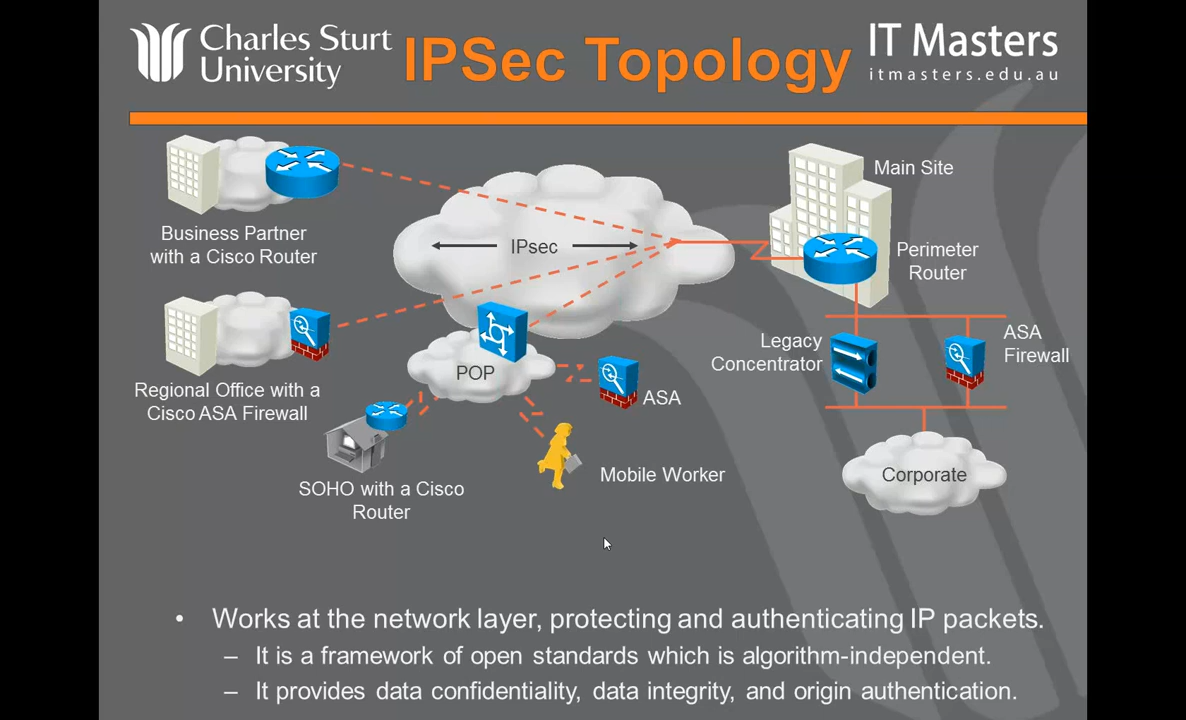 Charles Sturt
University
IPSec Topology
IT Masters
itmasters.edu.au
Main Site
Business Partner
with a Cisco Router
IPsec
Perimeter
Router
Legacy
Concentrator
ASA
Firewall
POP
Regional Office with a
Cisco ASA Firewall
ASA
SOHO with a Cisco
Router
Mobile Worker
Corporate
• Works at the network layer, protecting and authenticating IP packets.
– It is a framework of open standards which is algorithm-independent.
– It provides data confidentiality, data integrity, and origin authentication.